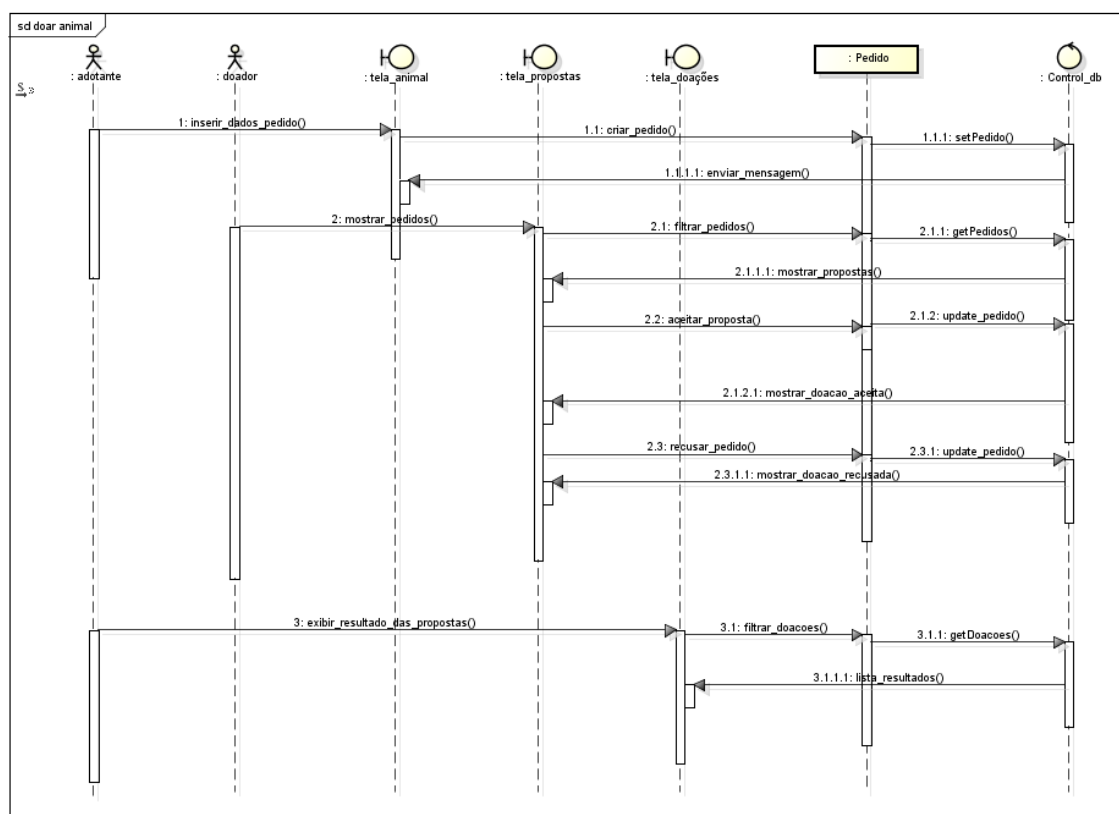 sd doar animal
: adotante
: doador
: tela_animal
: tela_propostas
: tela_doações
: Pedido
: Control_db
1: inserir_dados_pedido()
1.1: criar_pedido()
1.1.1: setPedido()
1.1.1.1: enviar_mensagem()
2: mostrar_pedidos()
2.1: filtrar_pedidos()
2.1.1: getPedidos()
2.1.1.1: mostrar_propostas()
2.2: aceitar_proposta()
2.1.2: update_pedido()
2.1.2.1: mostrar_doacao_aceita()
2.3: recusar_pedido()
2.3.1: update_pedido()
2.3.1.1: mostrar_doacao_recusada()
3: exibir_resultado_das_propostas()
3.1: filtrar_doacoes()
3.1.1: getDoacoes()
3.1.1.1: lista_resultados()